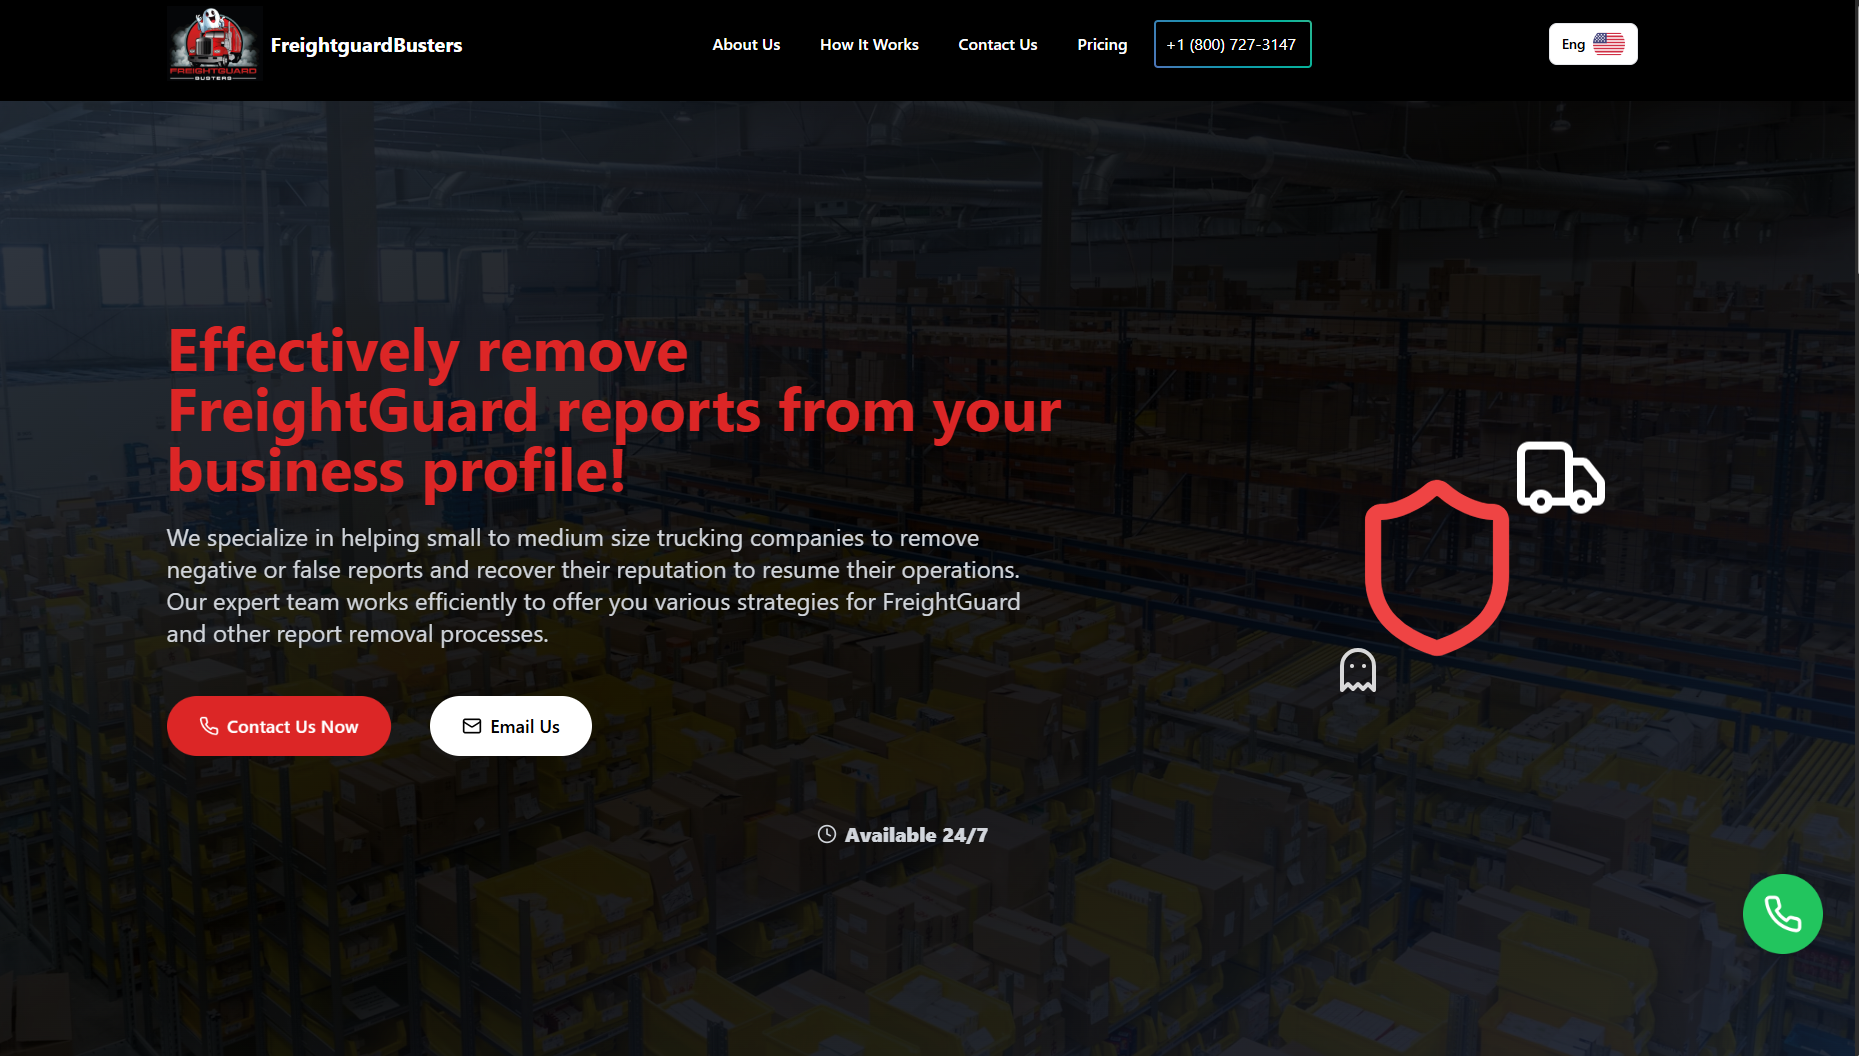 FREIGHTGUARD
BUSTERS
FreightguardBusters
About Us
How It Works
Contact Us
Pricing
+1 (800) 727-3147
Eng
Effectively remove
FreightGuard reports from your
business profile!
We specialize in helping small to medium size trucking companies to remove
negative or false reports and recover their reputation to resume their operations.
Our expert team works efficiently to offer you various strategies for FreightGuard
and other report removal processes.
Contact Us Now
Email Us
Available 24/7